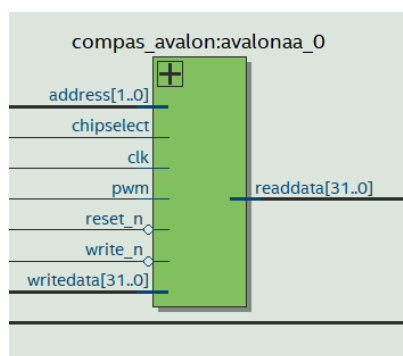 compas_avalon:avalonaa_0
address[1..0]
chipselect
clk
pwm
readdata[31..0]
reset_n
write_n
writedata[31..0]